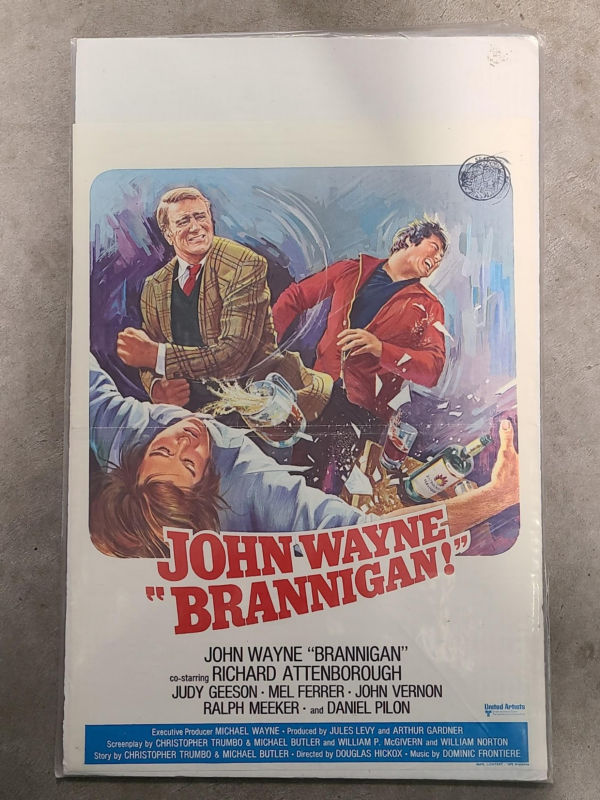 JOHN WAYNE
"BRANNIGAN!"
JOHN WAYNE "BRANNIGAN"
co-starring RICHARD ATTENBOROUGH
JUDY GEESON • MEL FERRER • JOHN VERNON
RALPH MEEKER • and DANIEL PILON
United Artists
Executive Producer MICHAEL WAYNE • Produced by JULES LEVY and ARTHUR GARDNER
Screenplay by CHRISTOPHER TRUMBO & MICHAEL BUTLER and WILLIAM P. McGIVERN and WILLIAM NORTON
Story by CHRISTOPHER TRUMBO & MICHAEL BUTLER • Directed by DOUGLAS HICKOX • Music by DOMINIC FRONTIERE